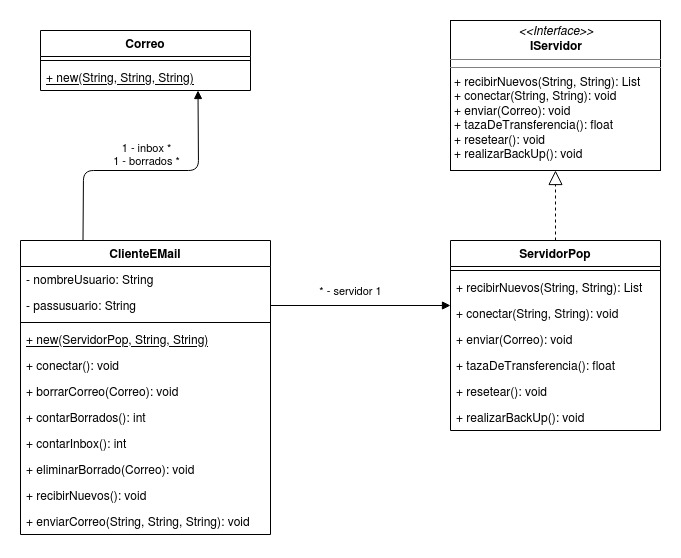 Correo
+ new(String, String, String)
<<Interface>>
IServidor
+ recibirNuevos(String, String): List
+ conectar(String, String): void
+ enviar(Correo): void
+ tazaDeTransferencia(): float
+ resetear(): void
+ realizarBackUp(): void
1 - inbox *
1 - borrados *
ClienteEMail
- nombreUsuario: String
- passusuario: String
+ new(ServidorPop, String, String)
+ conectar(): void
+ borrarCorreo(Correo): void
+ contarBorrados(): int
+ contarInbox(): int
+ eliminarBorrado(Correo): void
+ recibirNuevos(): void
+ enviarCorreo(String, String, String): void
* - servidor 1
ServidorPop
+ recibirNuevos(String, String): List
+ conectar(String, String): void
+ enviar(Correo): void
+ tazaDeTransferencia(): float
+ resetear(): void
+ realizarBackUp(): void